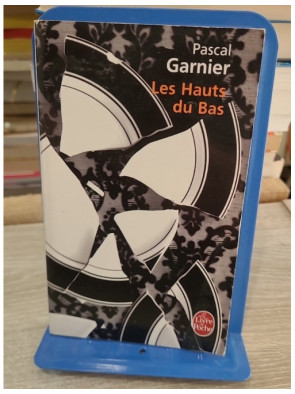 Pascal
Garnier
Les Hauts
du Bas
Le Livre
de Poche